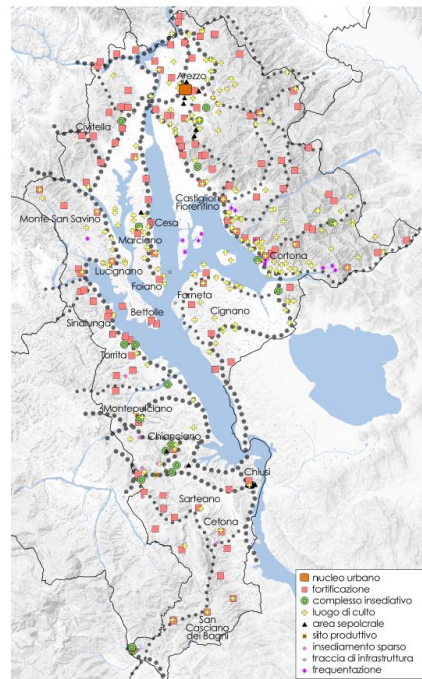 Arezzo
Civitella
Castiglion
Fiorentino
Monte San Savino
Cesa
Marciano
Cortona
Lucignano
Foiano
Farneta
Bettolle
Cignano
Sinalunga
Torrita
Montepulciano
Chianciano
Chiusi
Sarteano
Cetona
San
Casciano
dei Bagni
nucleo urbano
fortificazione
complesso insediativo
luogo di culto
area sepolcrale
sito produttivo
insediamento sparso
traccia di infrastruttura
frequentazione